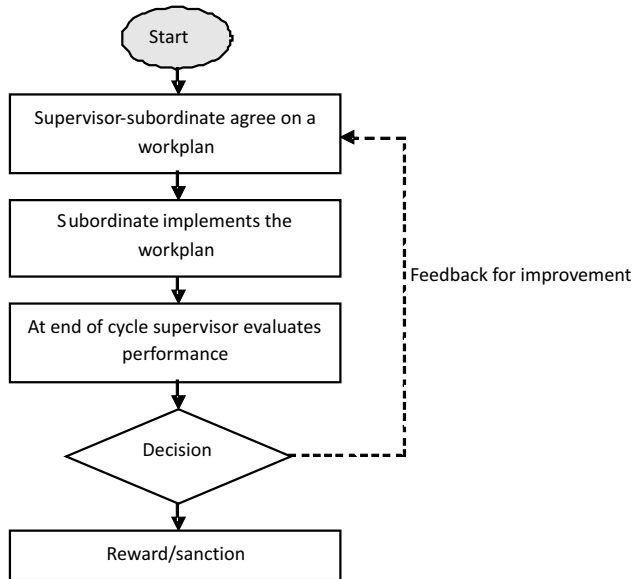 Start
Supervisor-subordinate agree on a
workplan
Subordinate implements the
workplan
Feedback for improvement
At end of cycle supervisor evaluates
performance
Decision
Reward/sanction